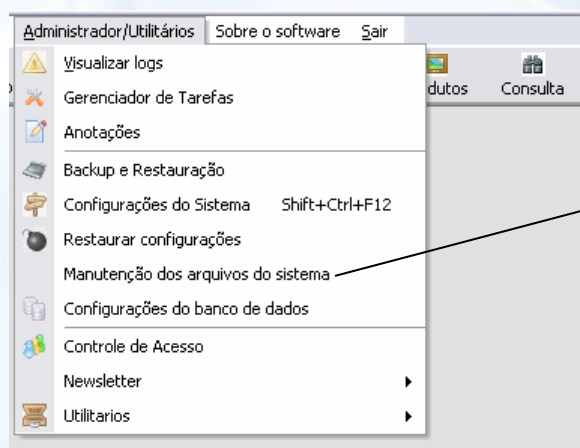 Administrador/Utilitários Sobre o software Sair
Visualizar logs
dutos Consulta
Gerenciador de Tarefas
Anotações
Backup e Restauração
Configurações do Sistema Shift+Ctrl+F12
Restaurar configurações
Manutenção dos arquivos do sistema
Configurações do banco de dados
Controle de Acesso
Newsletter
Utilitarios